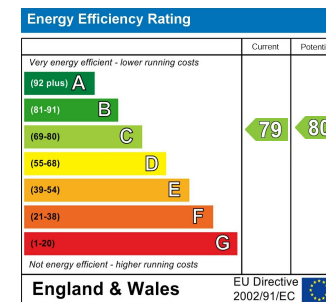 Energy Efficiency Rating
Current
Very energy efficient - lower running costs
(92 plus) A
(81-91) B
(69-80) C
79
80
(55-68) D
(39-54) E
(21-38) F
(1-20) G
Not energy efficient - higher running costs
England & Wales
EU Directive
2002/91/EC